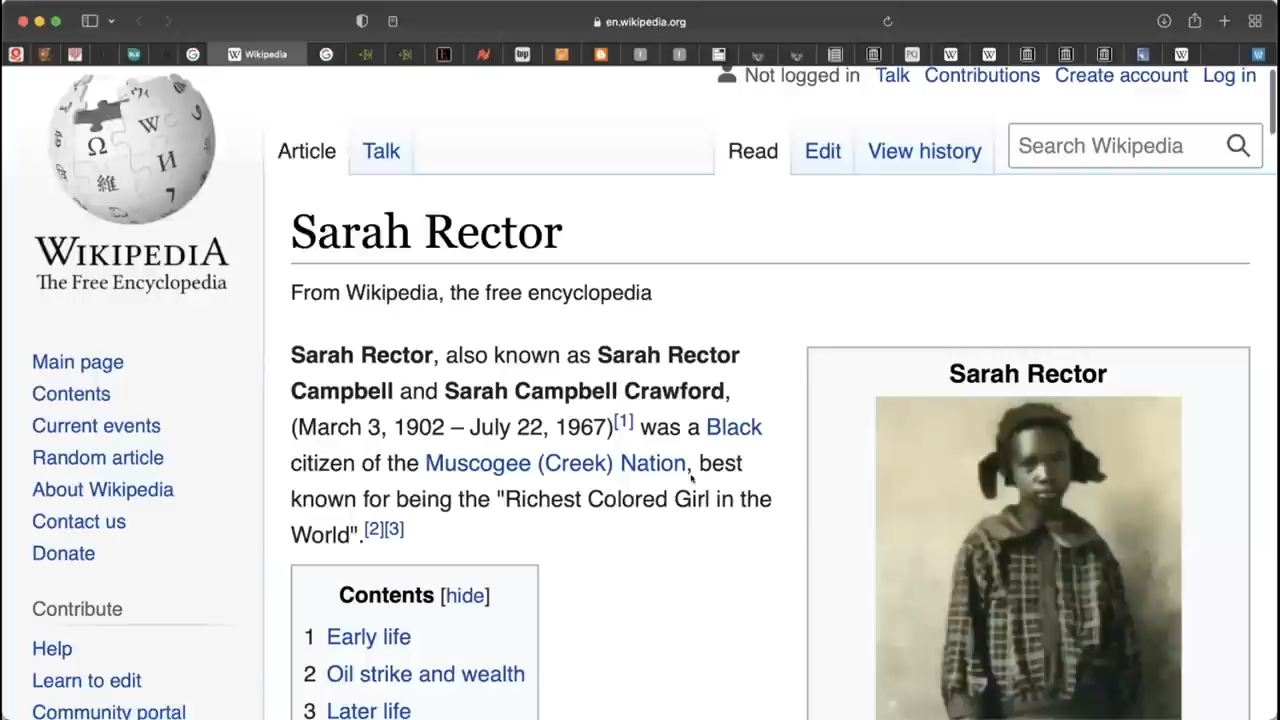 en.wikipedia.org
Wikipedia
Not logged in Talk Contributions Create account Log in
Article Talk Read Edit View history Search Wikipedia
WIKIPEDIA
The Free Encyclopedia
Sarah Rector
From Wikipedia, the free encyclopedia
Main page
Contents
Current events
Random article
About Wikipedia
Contact us
Donate
Contribute
Help
Learn to edit
Community portal
Sarah Rector, also known as Sarah Rector
Campbell and Sarah Campbell Crawford,
(March 3, 1902 – July 22, 1967)[1] was a Black
citizen of the Muscogee (Creek) Nation, best
known for being the "Richest Colored Girl in the
World".[2][3]
Contents [hide]
1 Early life
2 Oil strike and wealth
3 Later life
Sarah Rector